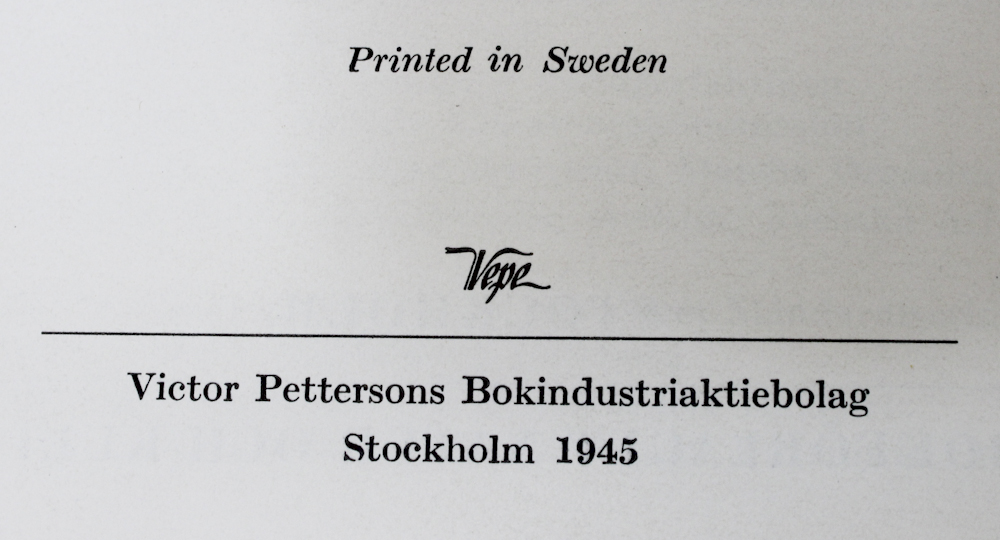 Printed in Sweden
Vepe
Victor Pettersons Bokindustriaktiebolag
Stockholm 1945